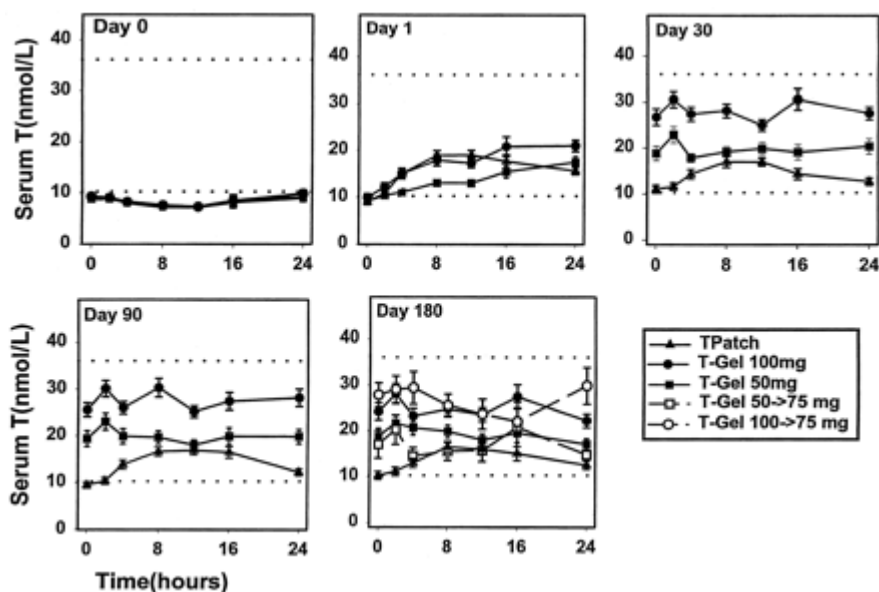 Day 0
Day 1
Day 30
Serum T(nmol/L)
40
30
20
10
0
40
30
20
10
0
40
30
20
10
0
0 8 16 24
0 8 16 24
0 8 16 24
Day 90
Day 180
Serum T(nmol/L)
40
30
20
10
0
40
30
20
10
0
0 8 16 24
0 8 16 24
Time(hours)
TPatch
T-Gel 100mg
T-Gel 50mg
T-Gel 50->75 mg
T-Gel 100->75 mg